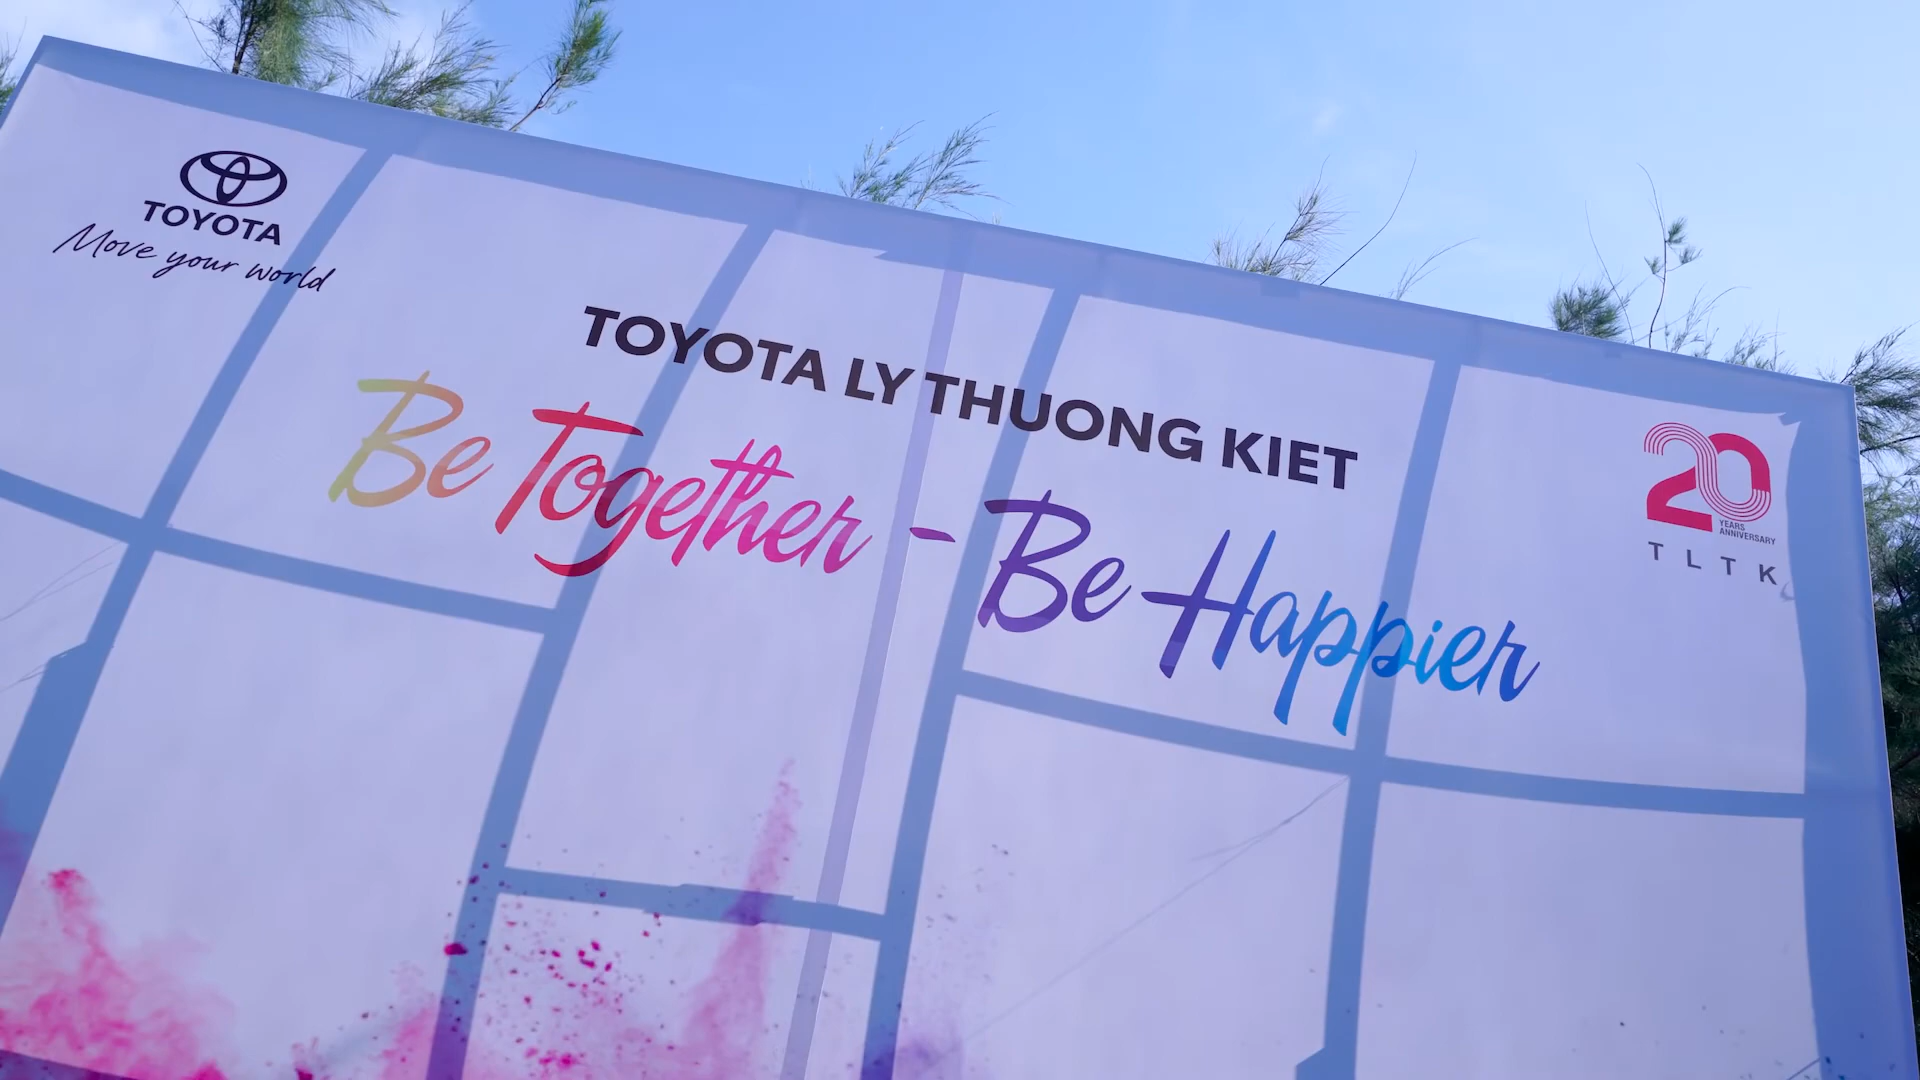 TOYOTA
Move your world
TOYOTA LY THUONG KIET
Be Together - Be Happier
20
YEARS
ANNIVERSARY
TLTK